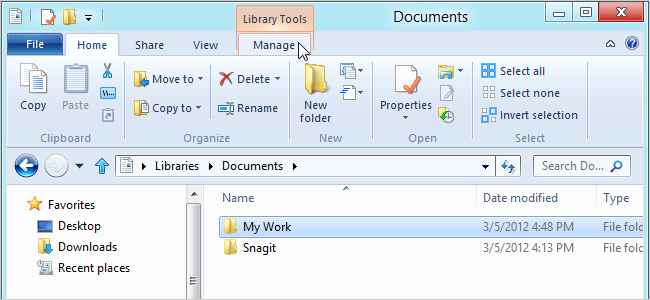 Library Tools
Documents
File Home Share View Manage
Copy
Paste
Move to
Copy to
Delete
Rename
New
folder
Properties
Select all
Select none
Invert selection
Clipboard Organize New Open Select
Libraries Documents
Search Do...
Favorites
Desktop
Downloads
Recent places
Name Date modified Type
My Work 3/5/2012 4:48 PM File fold
Snagit 3/5/2012 4:13 PM File fold